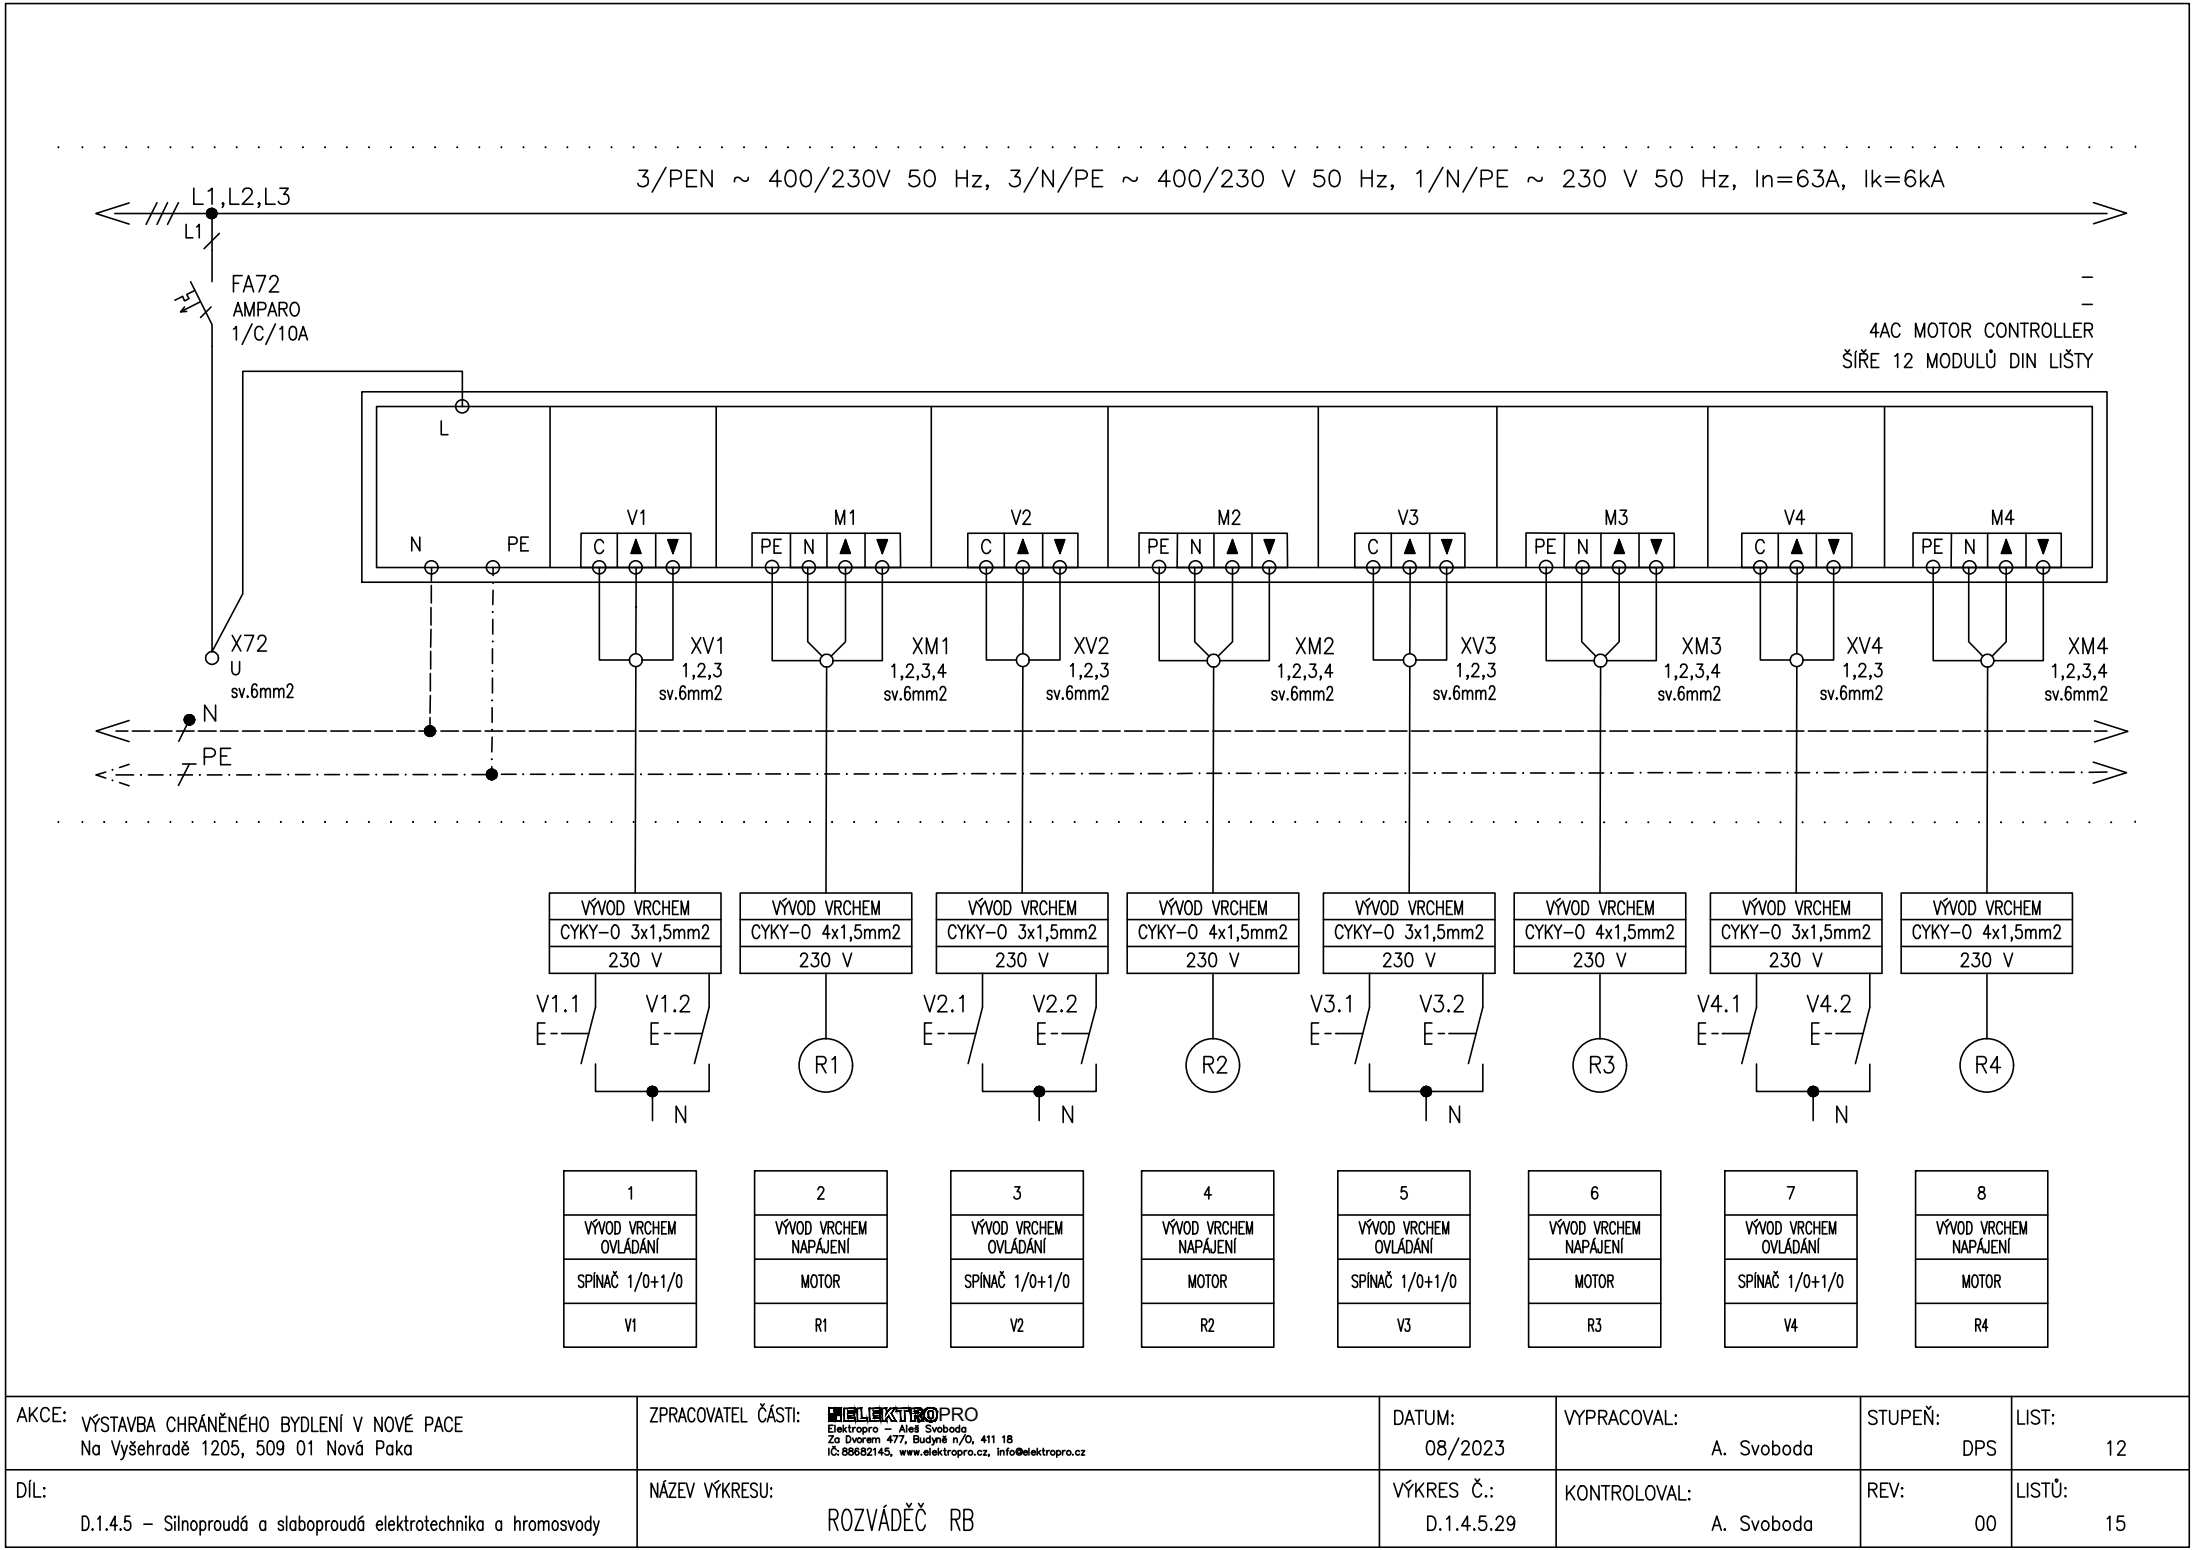 3/PEN ~ 400/230V 50 Hz, 3/N/PE ~ 400/230 V 50 Hz, 1/N/PE ~ 230 V 50 Hz, In=63A, Ik=6kA
L1,L2,L3
L1
FA72
AMPARO
1/C/10A
–
–
4AC MOTOR CONTROLLER
ŠÍŘE 12 MODULŮ DIN LIŠTY
L
N PE
V1 M1 V2 M2 V3 M3 V4 M4
C ▲ ▼ PE N ▲ ▼ C ▲ ▼ PE N ▲ ▼ C ▲ ▼ PE N ▲ ▼ C ▲ ▼ PE N ▲ ▼
X72
U
sv.6mm2
XV1 XM1 XV2 XM2 XV3 XM3 XV4 XM4
1,2,3 1,2,3,4 1,2,3 1,2,3,4 1,2,3 1,2,3,4 1,2,3 1,2,3,4
sv.6mm2 sv.6mm2 sv.6mm2 sv.6mm2 sv.6mm2 sv.6mm2 sv.6mm2 sv.6mm2
N
PE
VÝVOD VRCHEM VÝVOD VRCHEM VÝVOD VRCHEM VÝVOD VRCHEM VÝVOD VRCHEM VÝVOD VRCHEM VÝVOD VRCHEM VÝVOD VRCHEM
CYKY-O 3x1,5mm2 CYKY-O 4x1,5mm2 CYKY-O 3x1,5mm2 CYKY-O 4x1,5mm2 CYKY-O 3x1,5mm2 CYKY-O 4x1,5mm2 CYKY-O 3x1,5mm2 CYKY-O 4x1,5mm2
230 V 230 V 230 V 230 V 230 V 230 V 230 V 230 V
V1.1 V1.2 V2.1 V2.2 V3.1 V3.2 V4.1 V4.2
R1 R2 R3 R4
N N N N
1 2 3 4 5 6 7 8
VÝVOD VRCHEM VÝVOD VRCHEM VÝVOD VRCHEM VÝVOD VRCHEM VÝVOD VRCHEM VÝVOD VRCHEM VÝVOD VRCHEM VÝVOD VRCHEM
OVLÁDÁNÍ NAPÁJENÍ OVLÁDÁNÍ NAPÁJENÍ OVLÁDÁNÍ NAPÁJENÍ OVLÁDÁNÍ NAPÁJENÍ
SPÍNAČ 1/0+1/0 MOTOR SPÍNAČ 1/0+1/0 MOTOR SPÍNAČ 1/0+1/0 MOTOR SPÍNAČ 1/0+1/0 MOTOR
V1 R1 V2 R2 V3 R3 V4 R4
AKCE:
VÝSTAVBA CHRÁNĚNÉHO BYDLENÍ V NOVÉ PACE
Na Vyšehradě 1205, 509 01 Nová Paka
ZPRACOVATEL ČÁSTI:
ELEKTROPRO
Elektropro – Aleš Svoboda
Za Dvorem 477, Budyně n/O, 411 18
IČ: 88682145, www.elektropro.cz, info@elektropro.cz
DATUM:
08/2023
VYPRACOVAL:
A. Svoboda
STUPEŇ:
DPS
LIST:
12
DÍL:
D.1.4.5 – Silnoproudá a slaboproudá elektrotechnika a hromosvody
NÁZEV VÝKRESU:
ROZVÁDĚČ RB
VÝKRES Č.:
D.1.4.5.29
KONTROLOVAL:
A. Svoboda
REV:
00
LISTŮ:
15